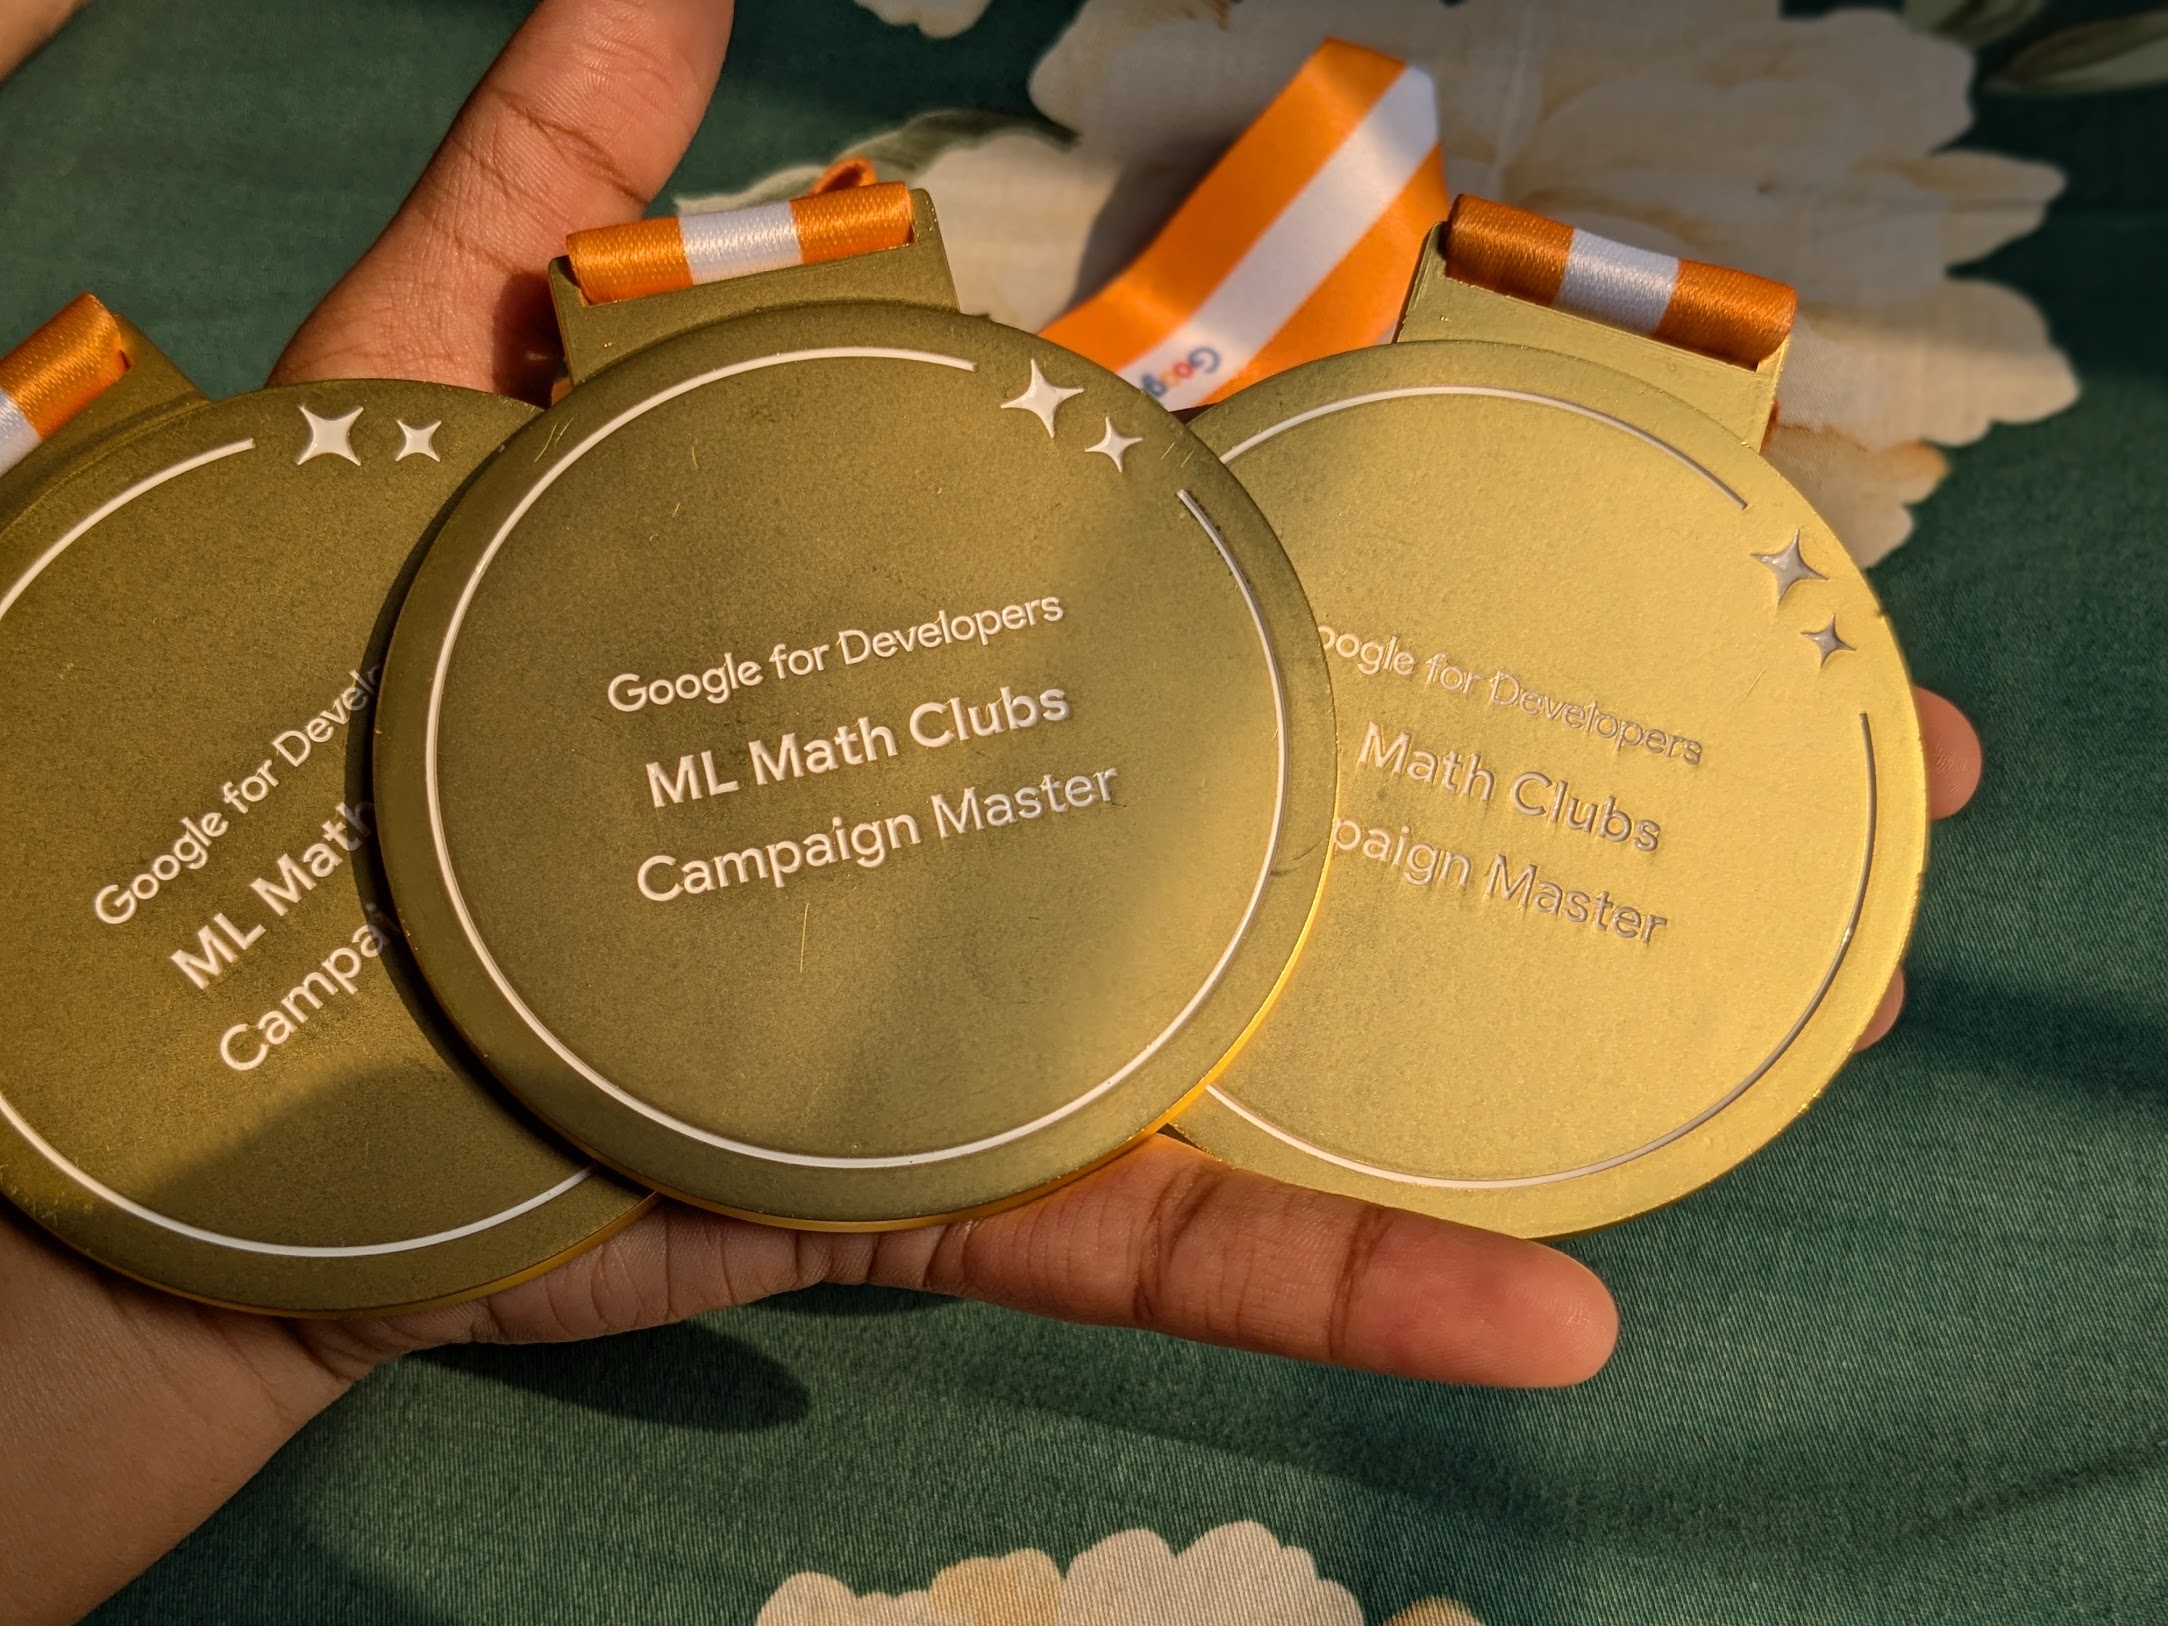 Google for Develo
ML Math
Campai
Google for Developers
ML Math Clubs
Campaign Master
oogle for Developers
Math Clubs
paign Master
Goog